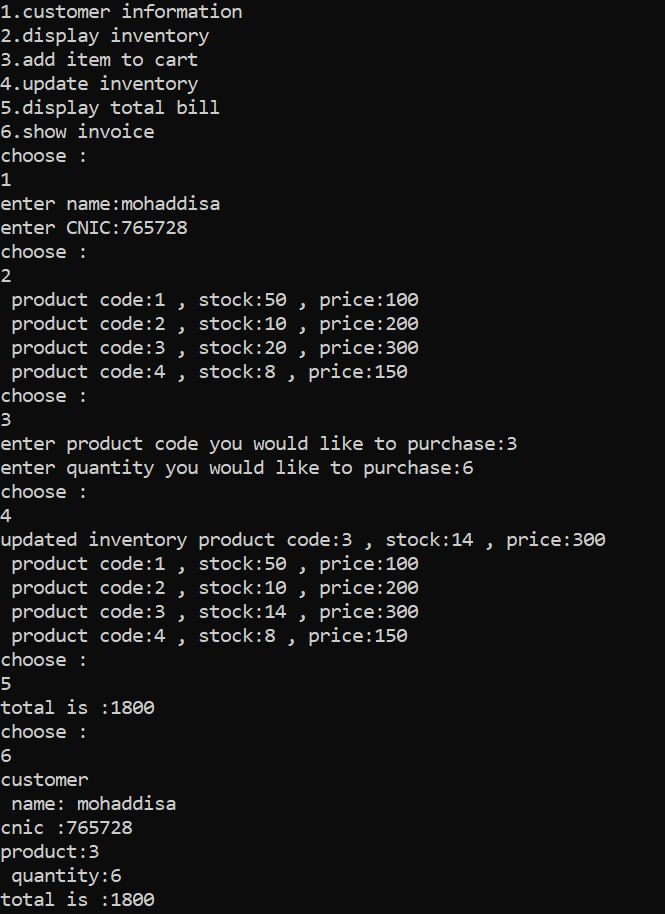 1.customer information
2.display inventory
3.add item to cart
4.update inventory
5.display total bill
6.show invoice
choose :
1
enter name:mohaddisa
enter CNIC:765728
choose :
2
 product code:1 , stock:50 , price:100
 product code:2 , stock:10 , price:200
 product code:3 , stock:20 , price:300
 product code:4 , stock:8 , price:150
choose :
3
enter product code you would like to purchase:3
enter quantity you would like to purchase:6
choose :
4
updated inventory product code:3 , stock:14 , price:300
 product code:1 , stock:50 , price:100
 product code:2 , stock:10 , price:200
 product code:3 , stock:14 , price:300
 product code:4 , stock:8 , price:150
choose :
5
total is :1800
choose :
6
customer
 name: mohaddisa
cnic :765728
product:3
 quantity:6
total is :1800